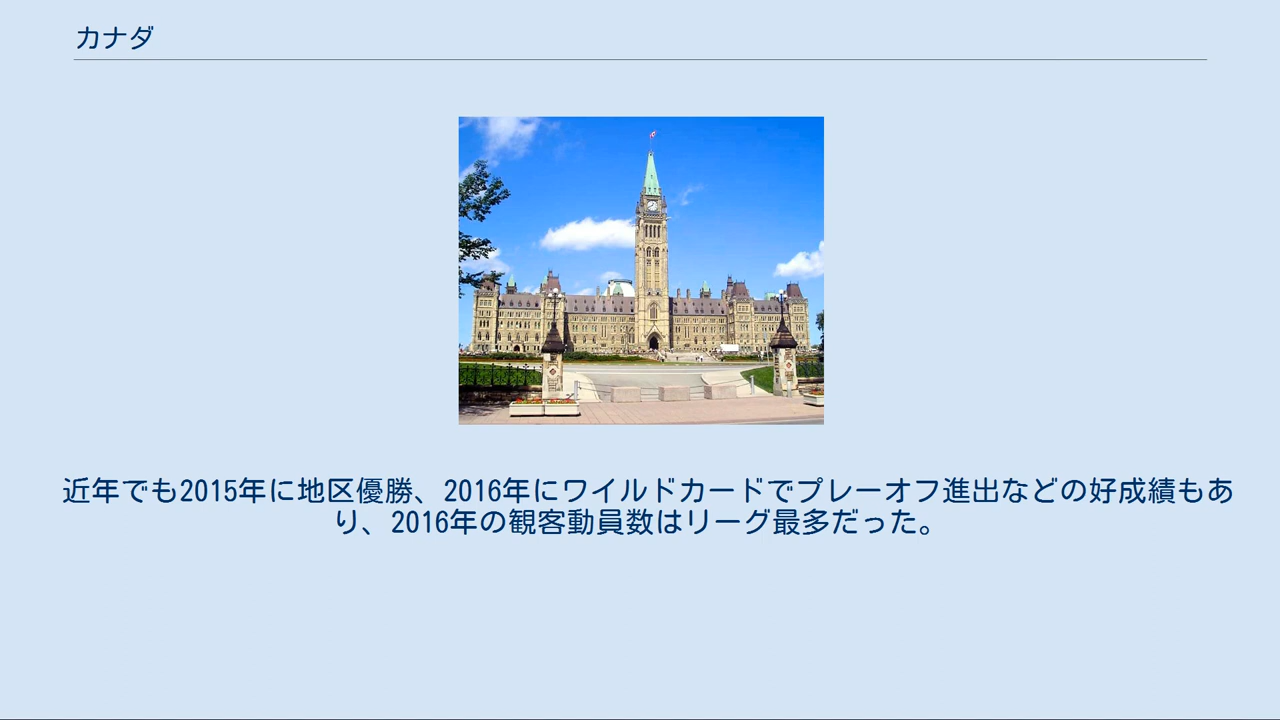 カナダ
近年でも2015年に地区優勝、2016年にワイルドカードでプレーオフ進出などの好成績もあ
り、2016年の観客動員数はリーグ最多だった。